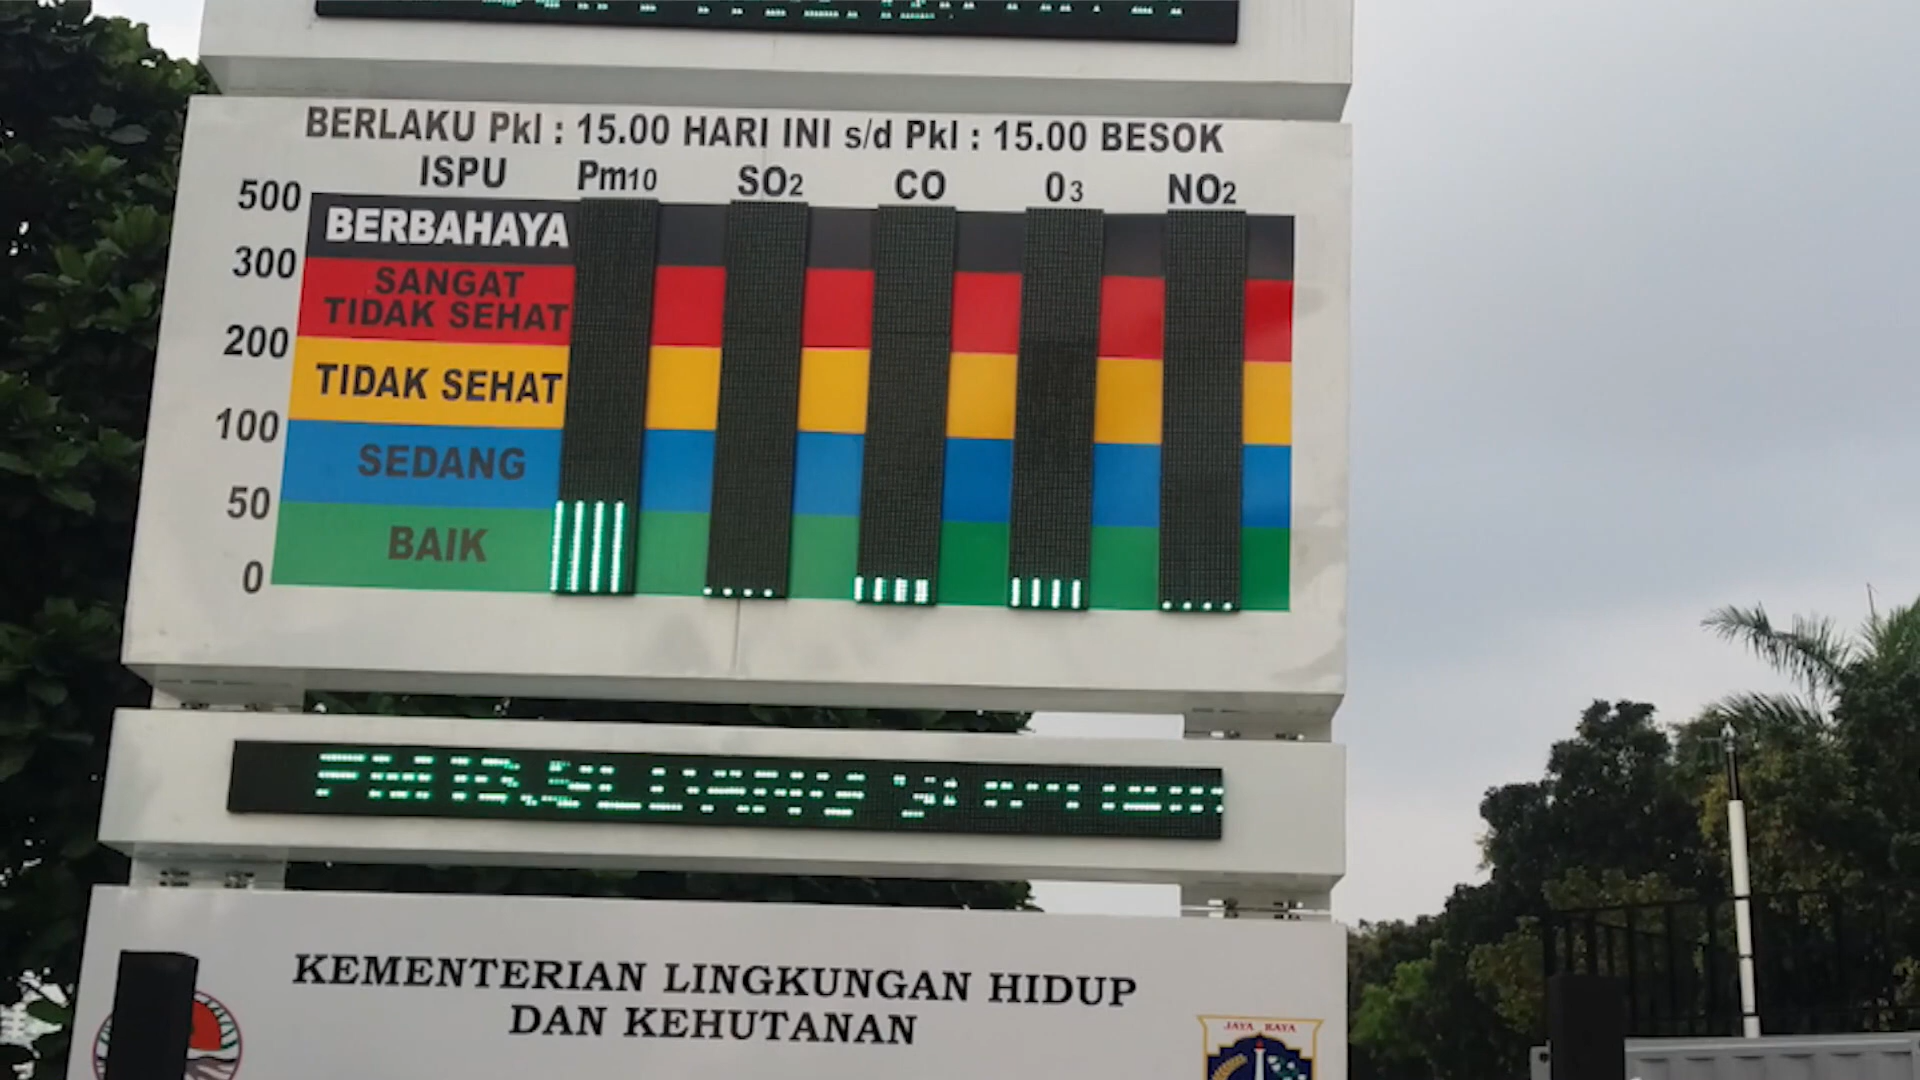 BERLAKU Pkl : 15.00 HARI INI s/d Pkl : 15.00 BESOK
ISPU Pm10 SO2 CO O3 NO2
500
BERBAHAYA
300
SANGAT
TIDAK SEHAT
200
TIDAK SEHAT
100
SEDANG
50
BAIK
0
KEMENTERIAN LINGKUNGAN HIDUP
DAN KEHUTANAN
JAYA RAYA